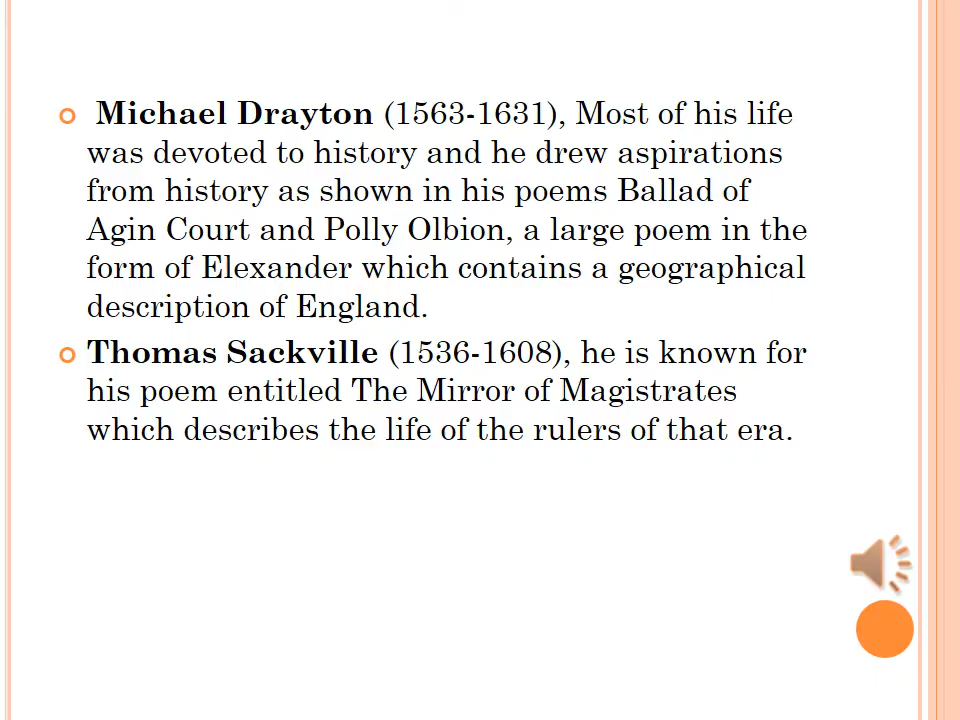 Michael Drayton (1563-1631), Most of his life
was devoted to history and he drew aspirations
from history as shown in his poems Ballad of
Agin Court and Polly Olbion, a large poem in the
form of Elexander which contains a geographical
description of England.
Thomas Sackville (1536-1608), he is known for
his poem entitled The Mirror of Magistrates
which describes the life of the rulers of that era.